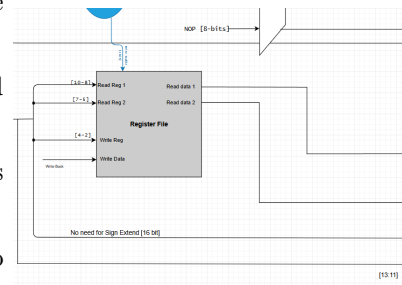 NOP [8-bits]
[10-8]
Read Reg 1
Read data 1
[7-5]
Read Reg 2
Read data 2
Register File
[4-2]
Write Reg
Write Data
Write Back
No need for Sign Extend [16 bit]
[13:11]